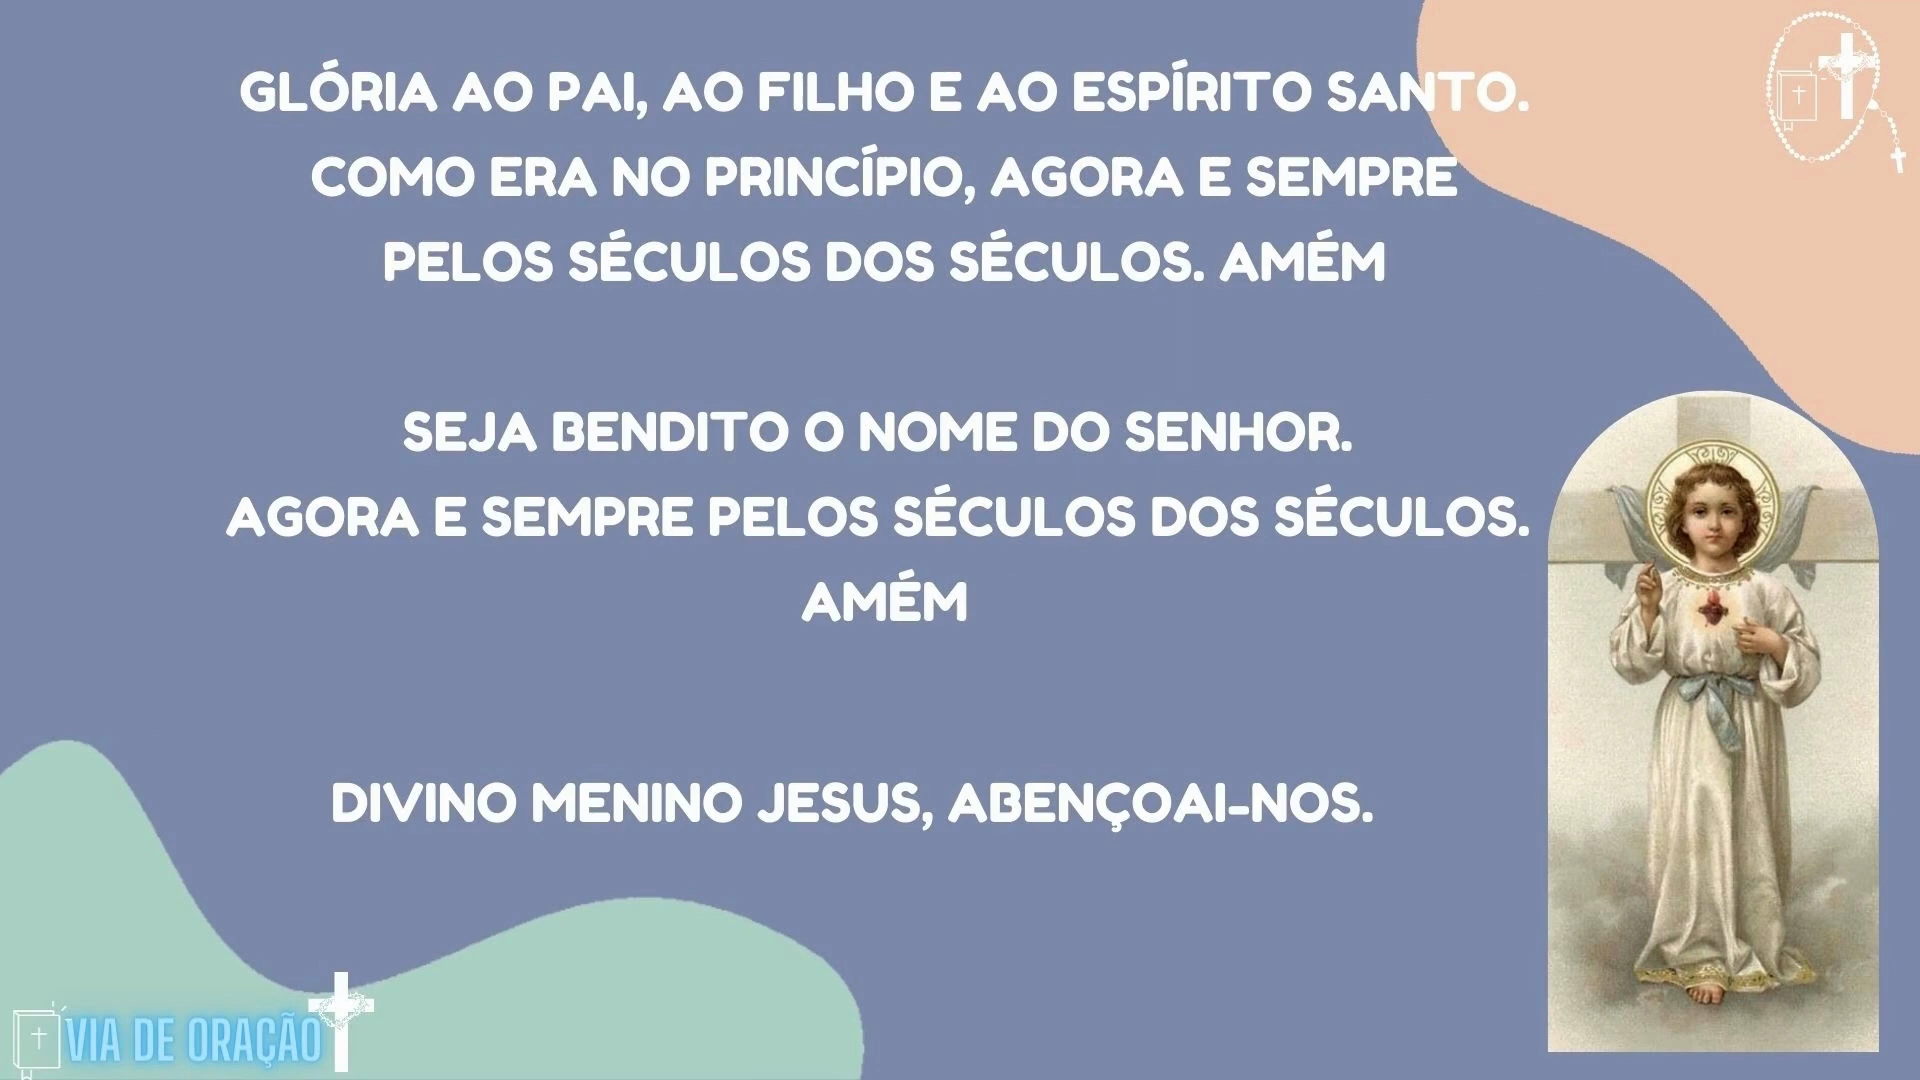 GLÓRIA AO PAI, AO FILHO E AO ESPÍRITO SANTO.
COMO ERA NO PRINCÍPIO, AGORA E SEMPRE
PELOS SÉCULOS DOS SÉCULOS. AMÉM
SEJA BENDITO O NOME DO SENHOR.
AGORA E SEMPRE PELOS SÉCULOS DOS SÉCULOS.
AMÉM
DIVINO MENINO JESUS, ABENÇOAI-NOS.
VIA DE ORAÇÃO